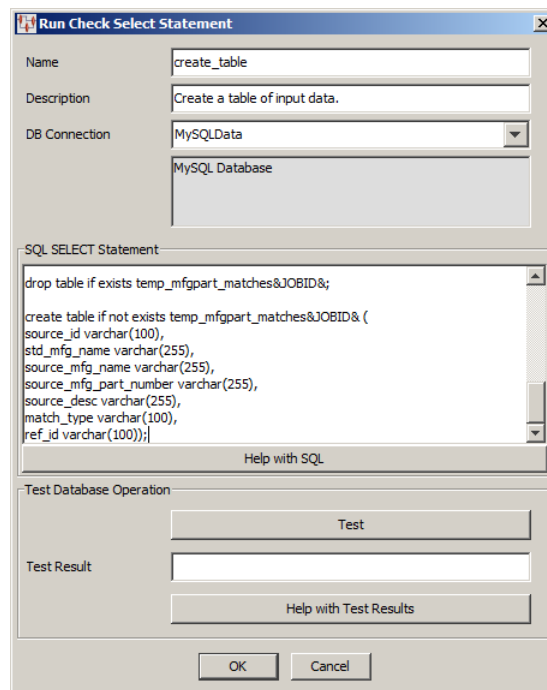 Run Check Select Statement
Name
create_table
Description
Create a table of input data.
DB Connection
MySQLData
MySQL Database
SQL SELECT Statement
drop table if exists temp_mfgpart_matches&JOBID&;
create table if not exists temp_mfgpart_matches&JOBID& (
source_id varchar(100),
std_mfg_name varchar(255),
source_mfg_name varchar(255),
source_mfg_part_number varchar(255),
source_desc varchar(255),
match_type varchar(100),
ref_id varchar(100));
Help with SQL
Test Database Operation
Test
Test Result
Help with Test Results
OK
Cancel